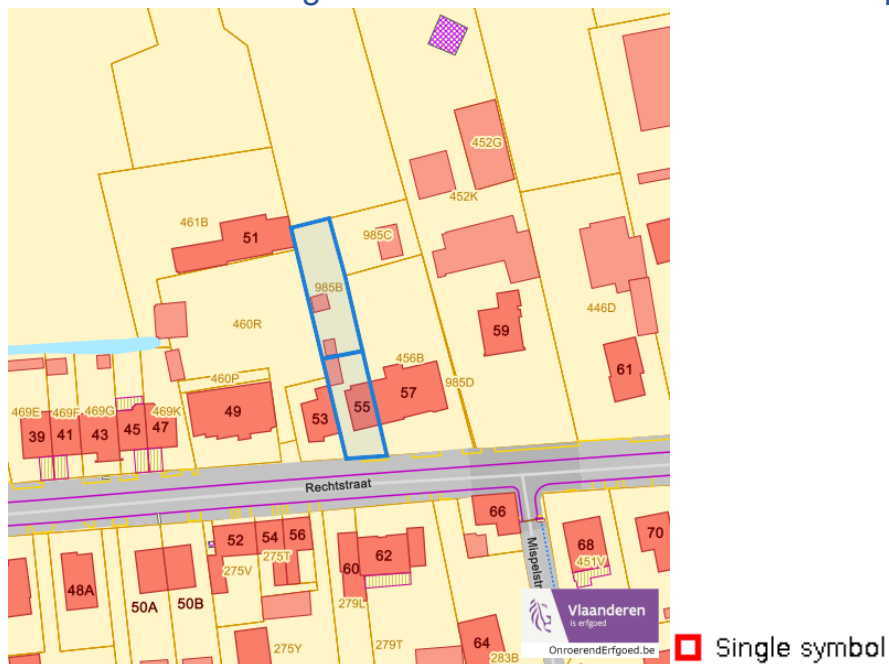 452G
452K
461B
51
985C
985B
460R
446D
59
456B
985D
61
460P
57
55
53
49
469E
469F
469G
469K
39
41
43
45
47
Rechtstraat
66
52
54
56
275V
275T
60
62
68
451V
70
48A
50A
50B
279L
Mispelstr
275Y
279T
64
283B
Vlaanderen
is erfgoed
OnroerendErfgoed.be
Single symbol